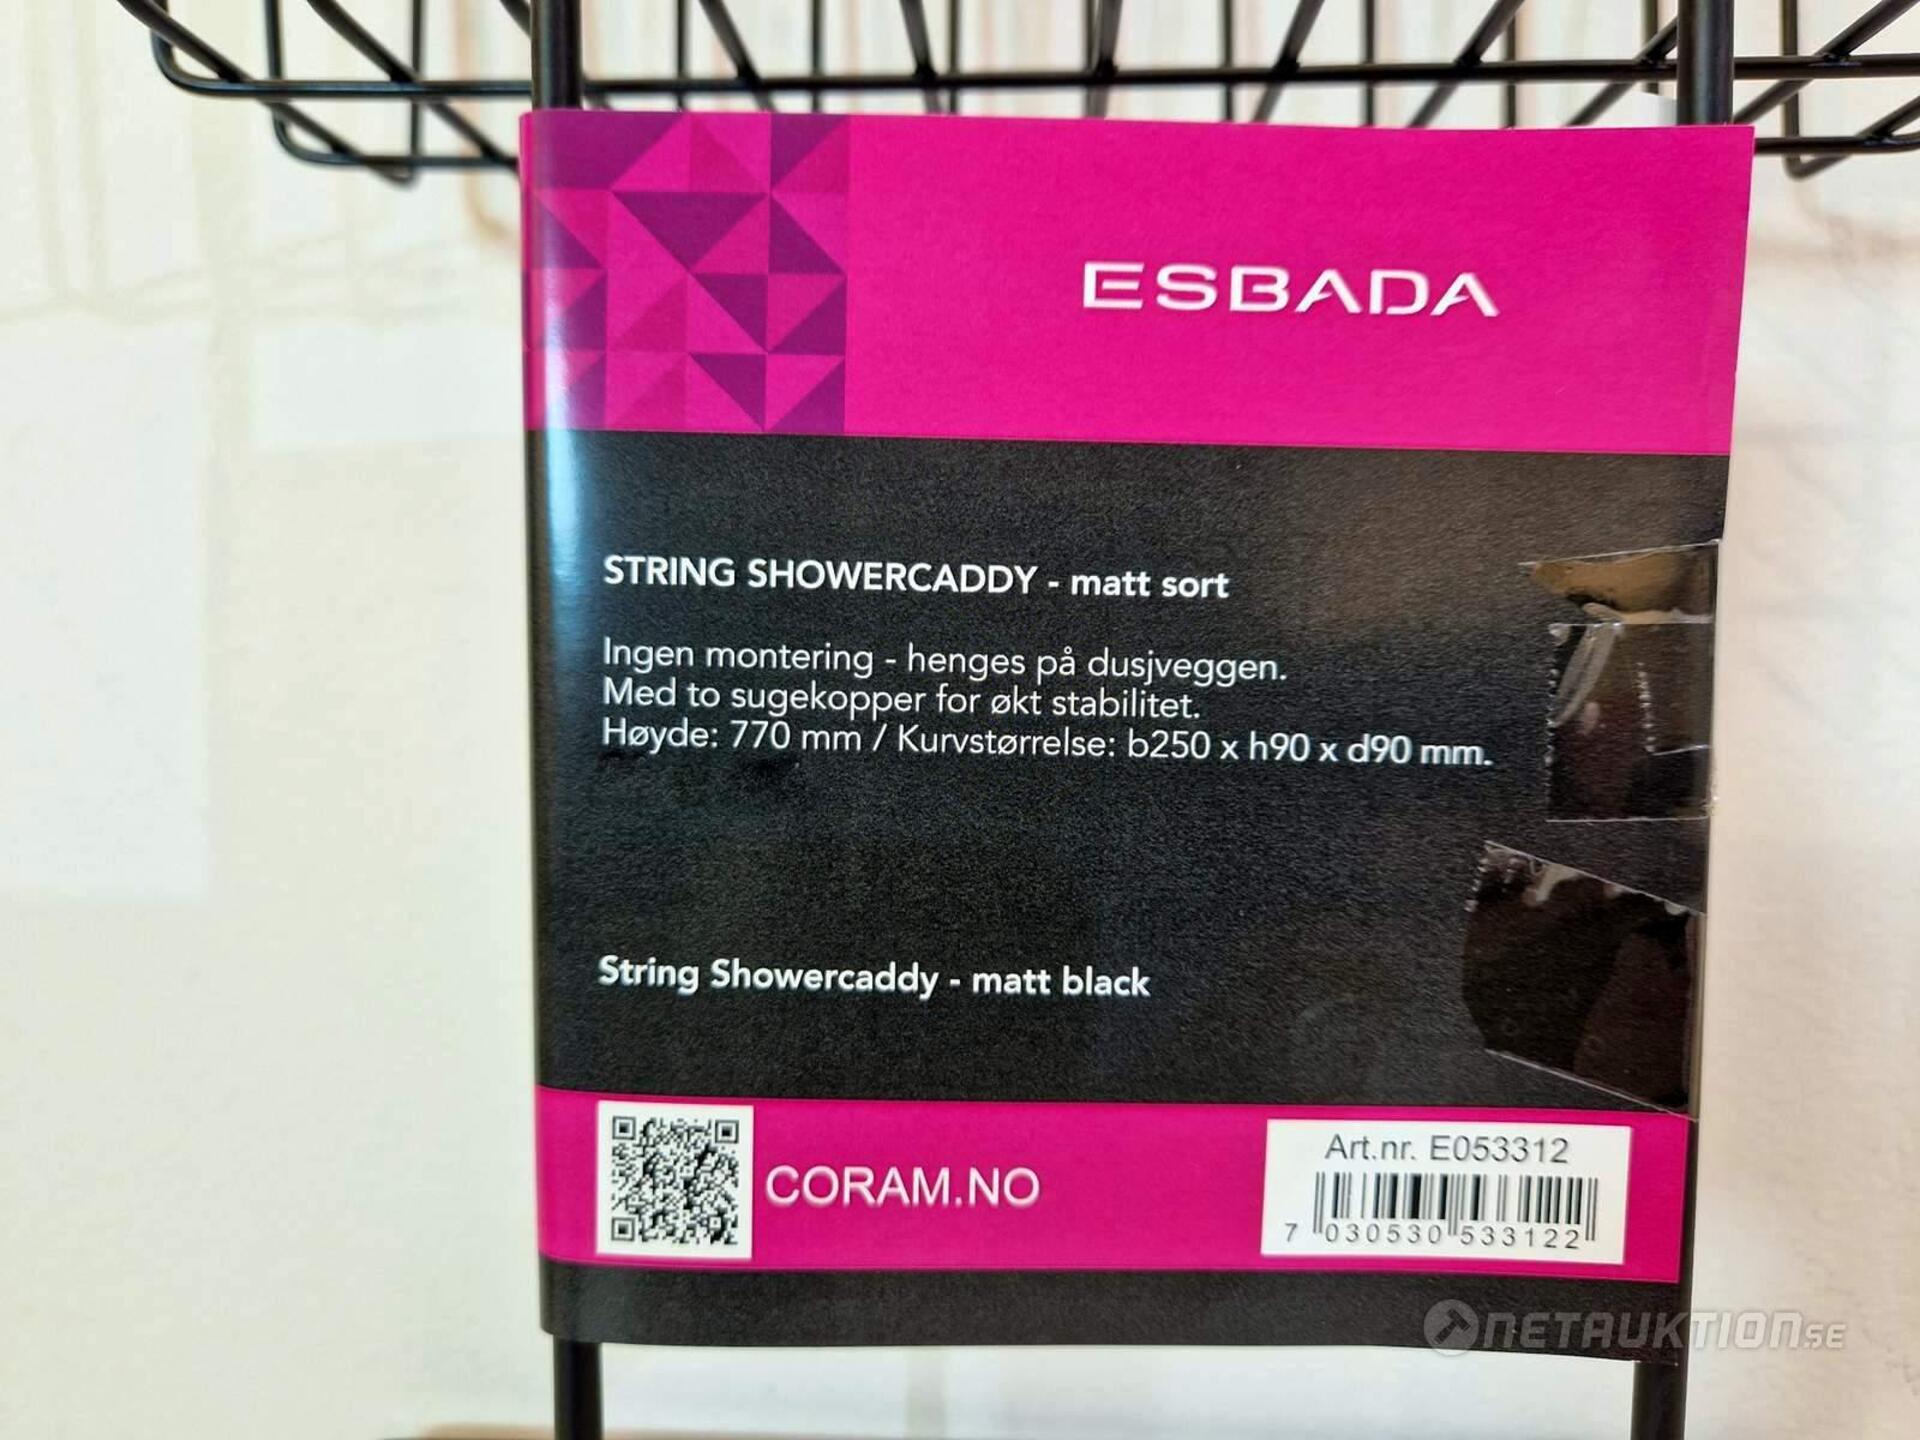 ESBADA
STRING SHOWERCADDY - matt sort
Ingen montering - henges på dusjveggen.
Med to sugekopper for økt stabilitet.
Høyde: 770 mm / Kurvstørrelse: b250 x h90 x d90 mm.
String Showercaddy - matt black
CORAM.NO
Art.nr. E053312
7 030530 533122
NETAUKTION.SE